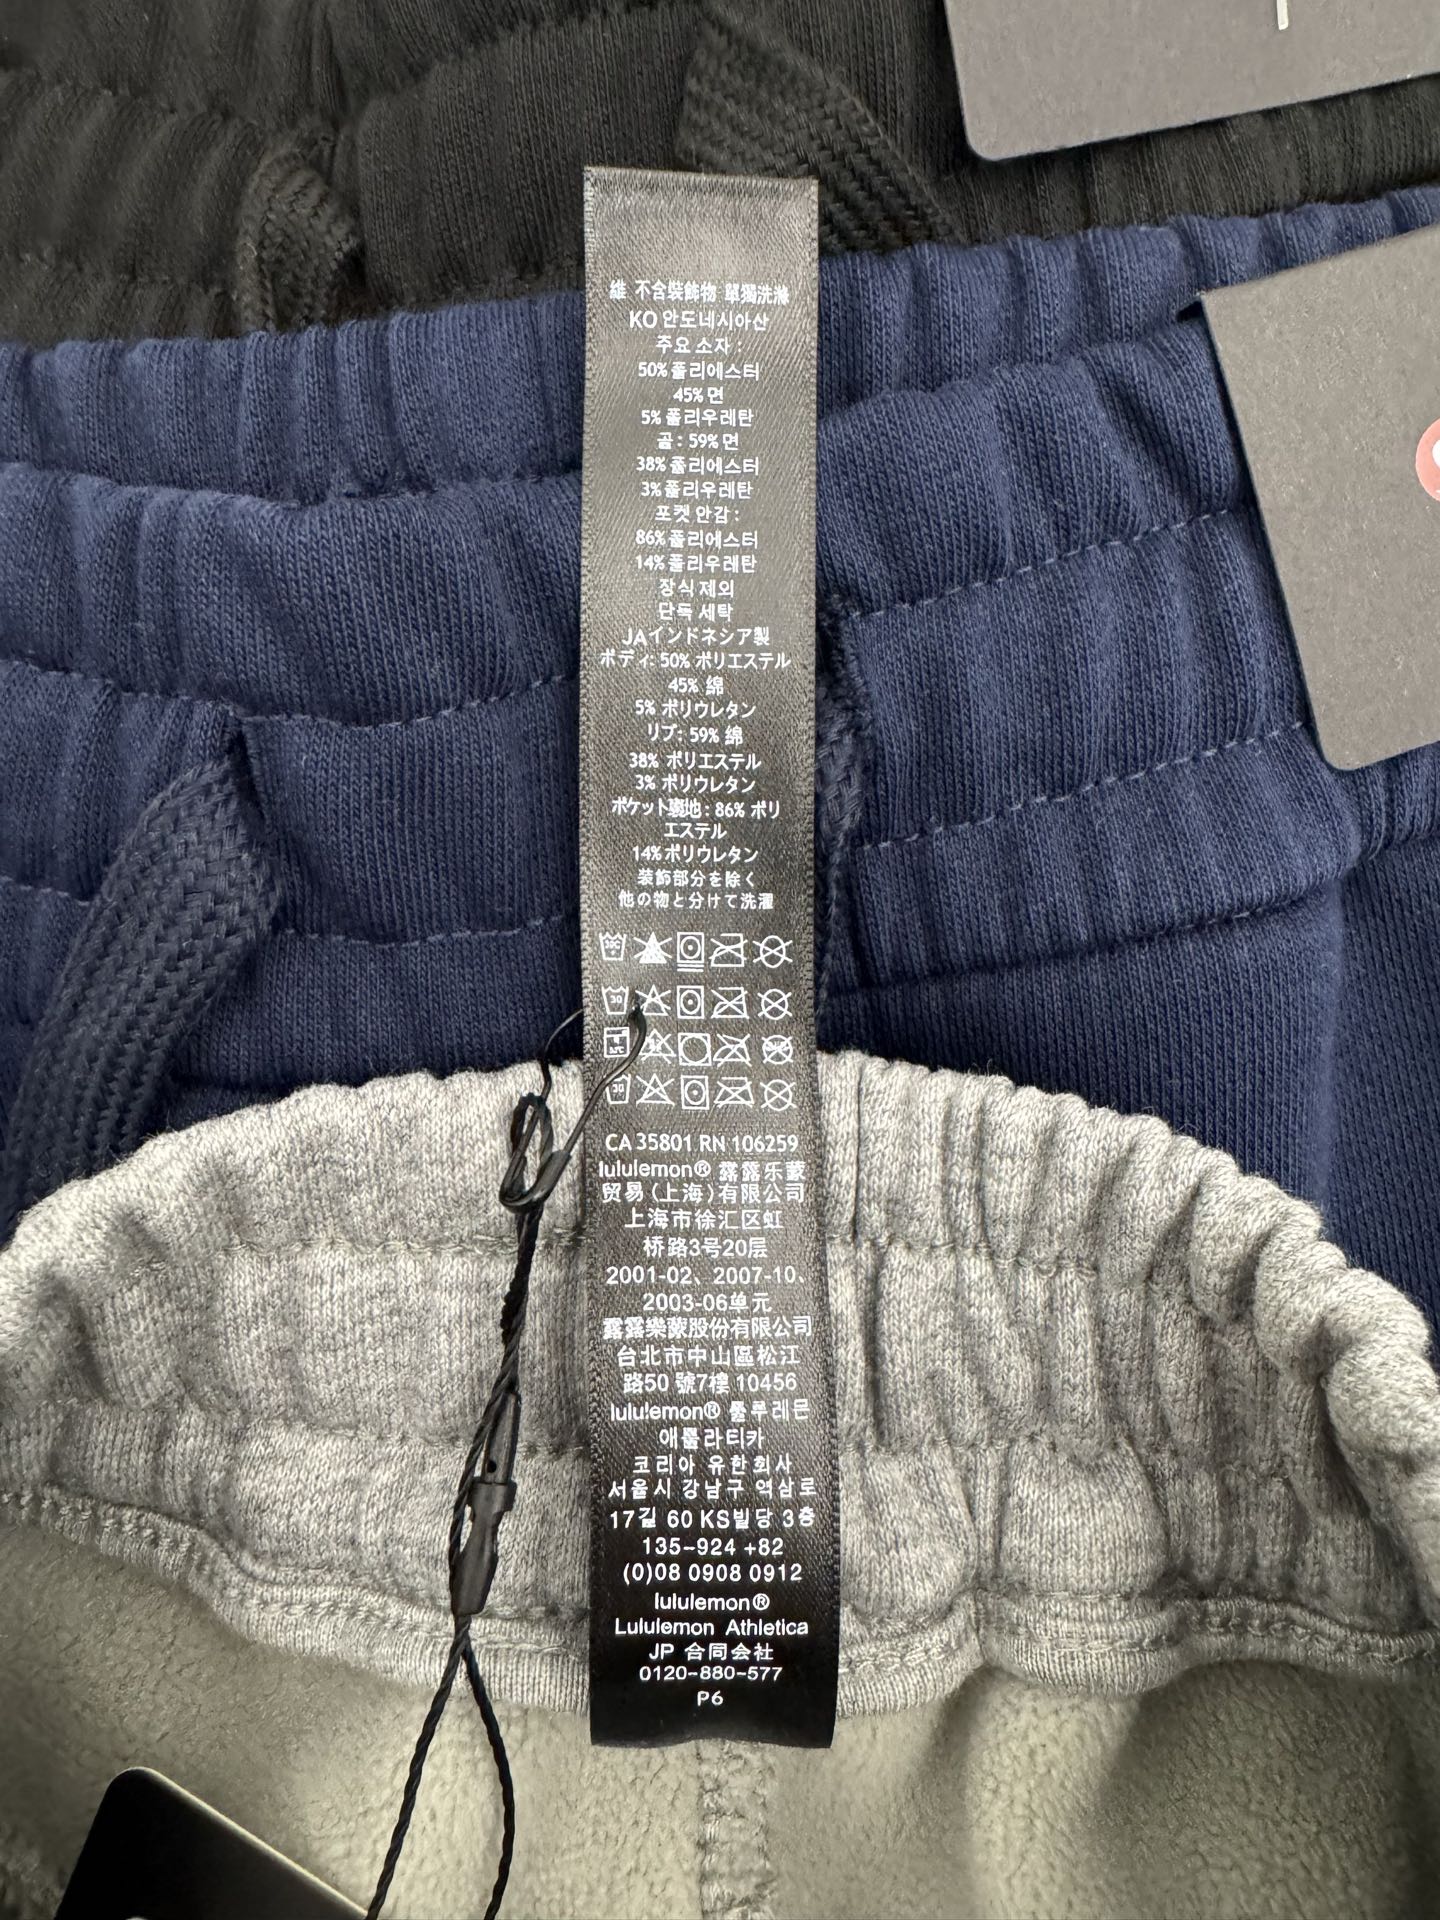 維 不含裝飾物 單獨洗滌
KO 안도네시아산
주요 소자 :
50% 폴리에스터
45% 면
5% 폴리우레탄
골 : 59% 면
38% 폴리에스터
3% 폴리우레탄
포켓 안감 :
86% 폴리에스터
14% 폴리우레탄
장식 제외
단독 세탁
JA インドネシア製
ボディ: 50% ポリエステル
45% 綿
5% ポリウレタン
リブ: 59% 綿
38% ポリエステル
3% ポリウレタン
ポケット裏地 : 86% ポリ
エステル
14% ポリウレタン
装飾部分を除く
他の物と分けて洗濯
30C
30
30
CA 35801 RN 106259
lululemon® 露露乐蒙
贸易 (上海) 有限公司
上海市徐汇区虹
桥路3号20层
2001-02、2007-10、
2003-06单元
露露樂蒙股份有限公司
台北市中山區松江
路50 號7樓 10456
lululemon® 룰루레몬
애틀라티카
코리아 유한회사
서울시 강남구 역삼로
17길 60 KS빌딩 3층
135-924 +82
(0)08 0908 0912
lululemon®
Lululemon Athletica
JP 合同会社
0120-880-577
P6